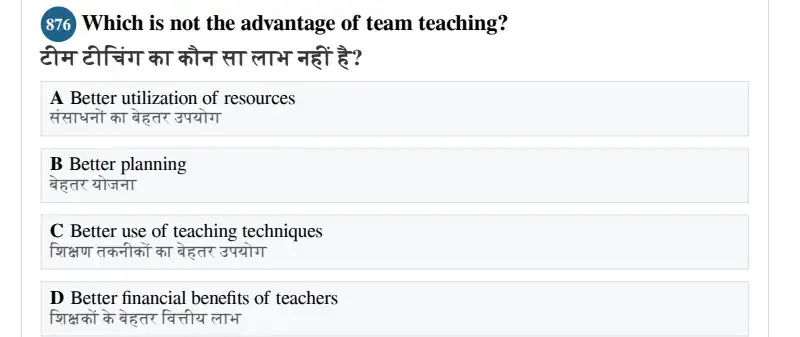 876 Which is not the advantage of team teaching?
टीम टीचिंग का कौन सा लाभ नहीं है?
A Better utilization of resources
संसाधनों का बेहतर उपयोग
B Better planning
बेहतर योजना
C Better use of teaching techniques
शिक्षण तकनीकों का बेहतर उपयोग
D Better financial benefits of teachers
शिक्षकों के बेहतर वित्तीय लाभ